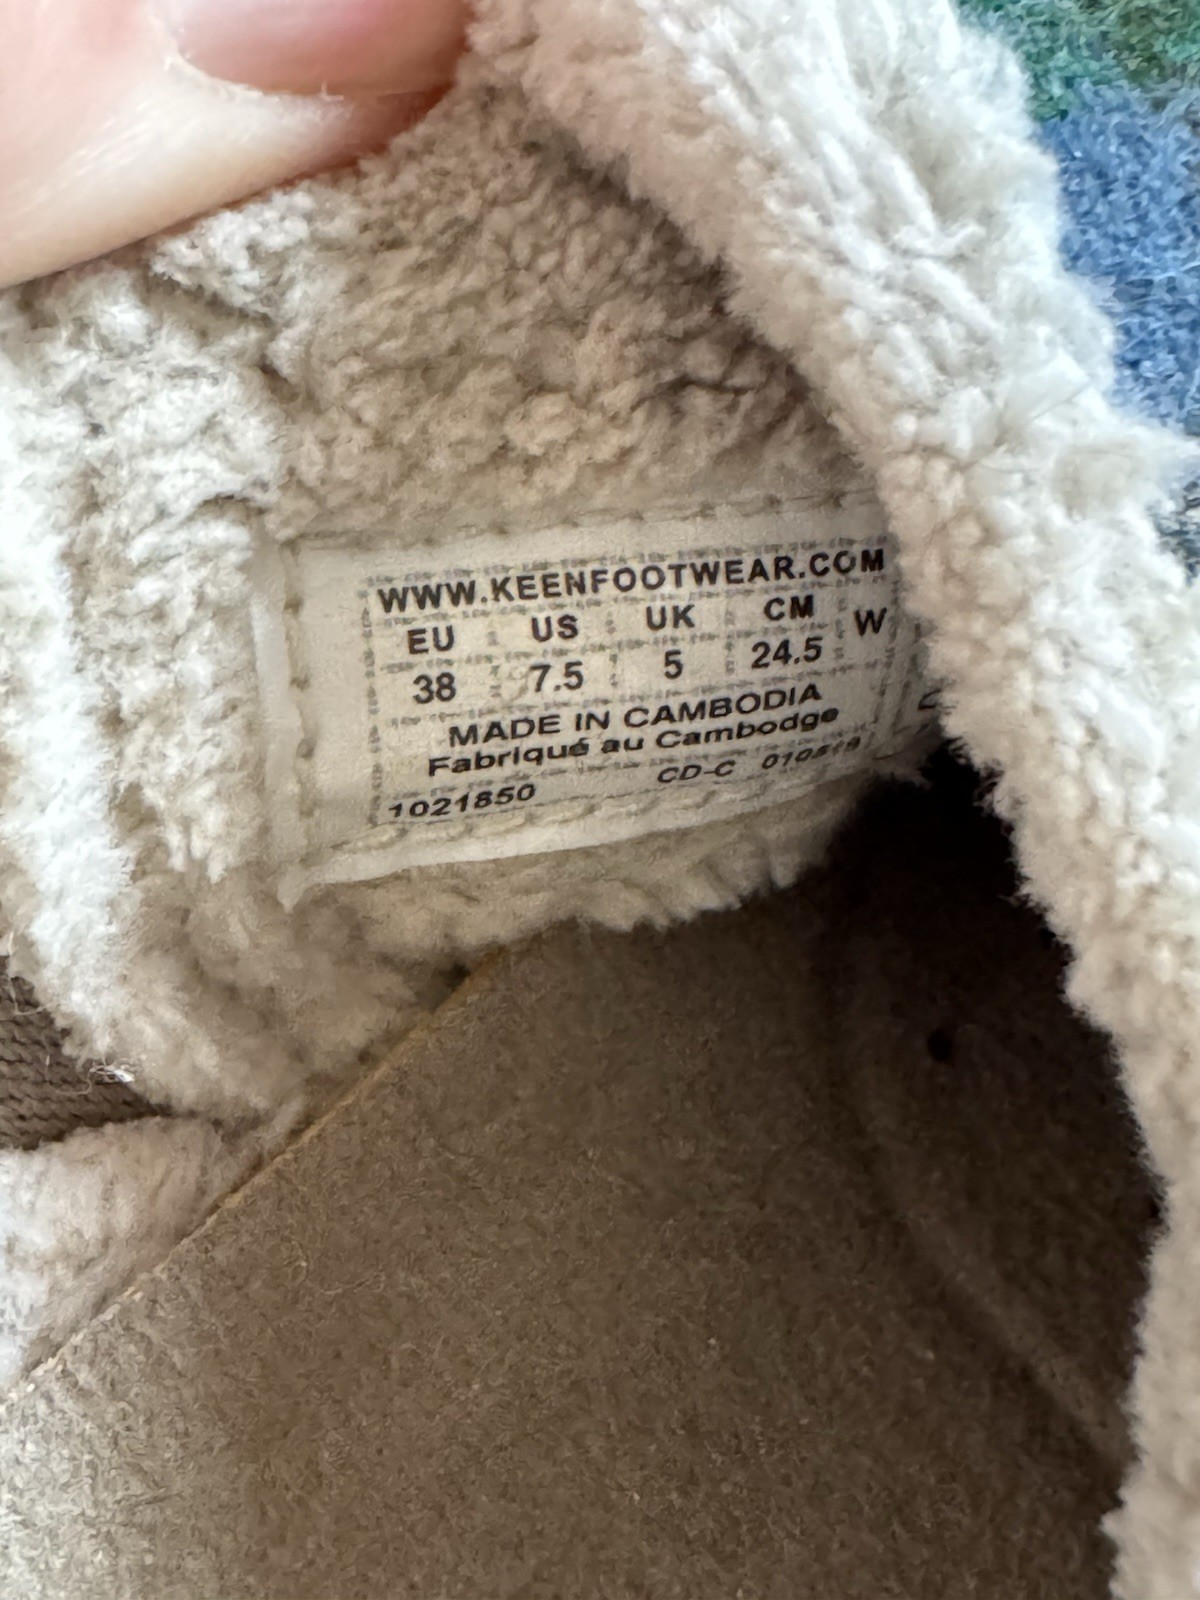 WWW.KEENFOOTWEAR.COM
EU US UK CM W
38 7.5 5 24.5
MADE IN CAMBODIA
Fabriqué au Cambodge
1021850 CD-C